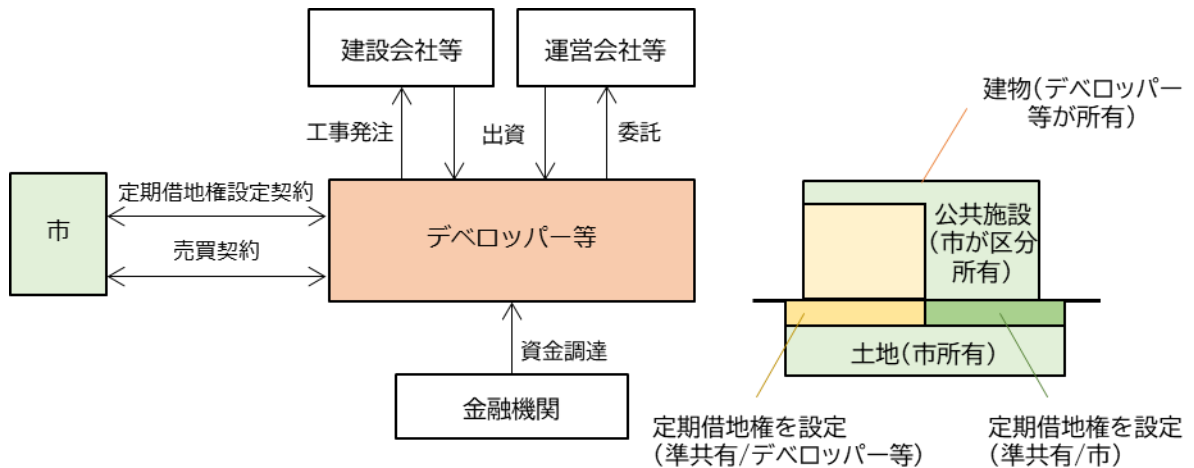 建設会社等
運営会社等
工事発注
出資
委託
市
定期借地権設定契約
売買契約
デベロッパー等
資金調達
金融機関
建物(デベロッパー
等が所有)
公共施設
(市が区分
所有)
土地(市所有)
定期借地権を設定
(準共有/デベロッパー等)
定期借地権を設定
(準共有/市)